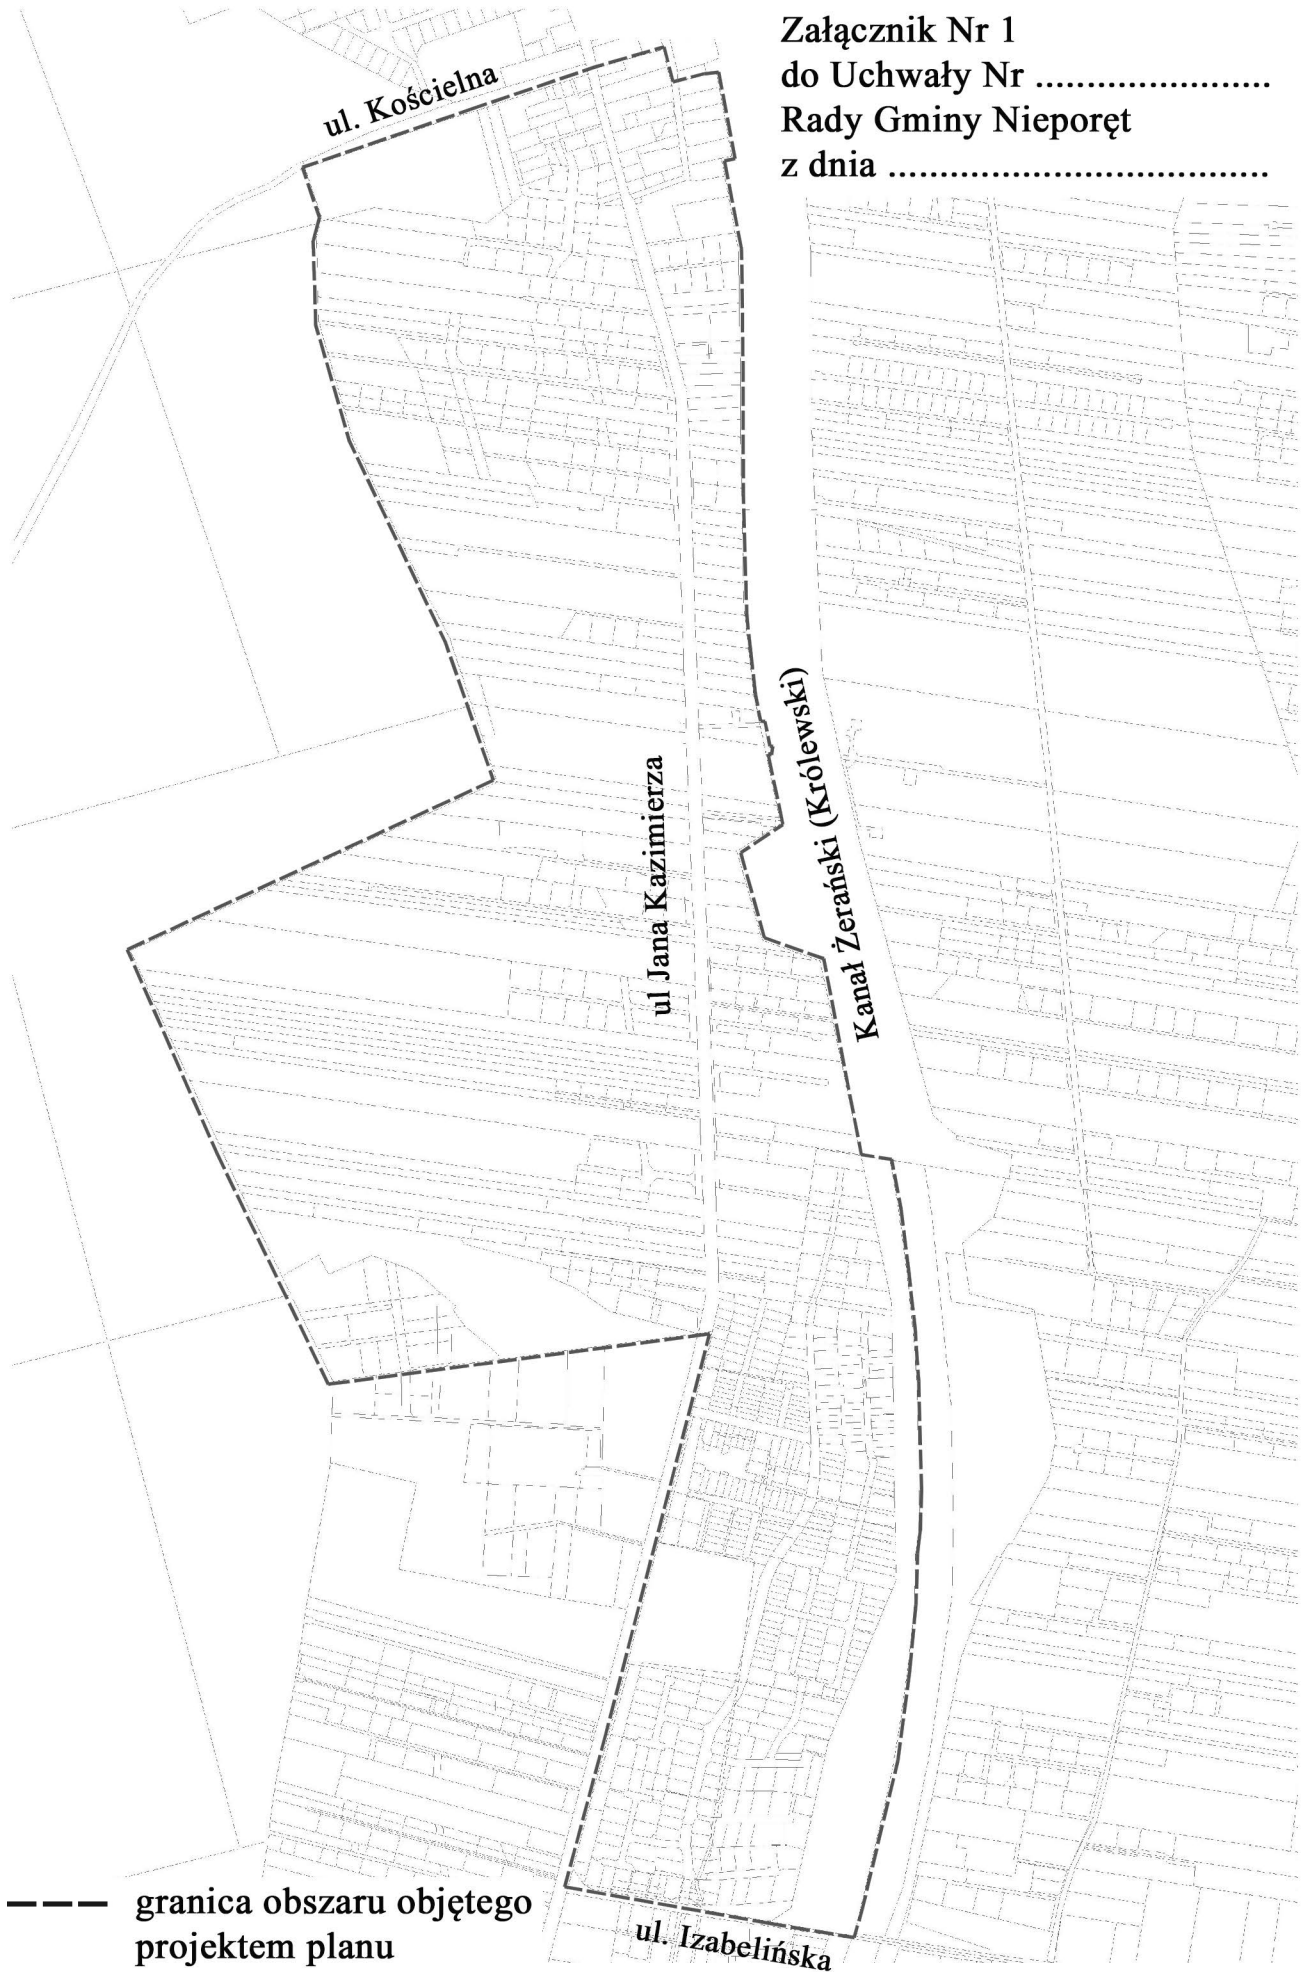 Załącznik Nr 1
do Uchwały Nr .......................
Rady Gminy Nieporęt
z dnia .....................................
ul. Kościelna
ul Jana Kazimierza
Kanał Żerański (Królewski)
granica obszaru objętego
projektem planu
ul. Izabelińska